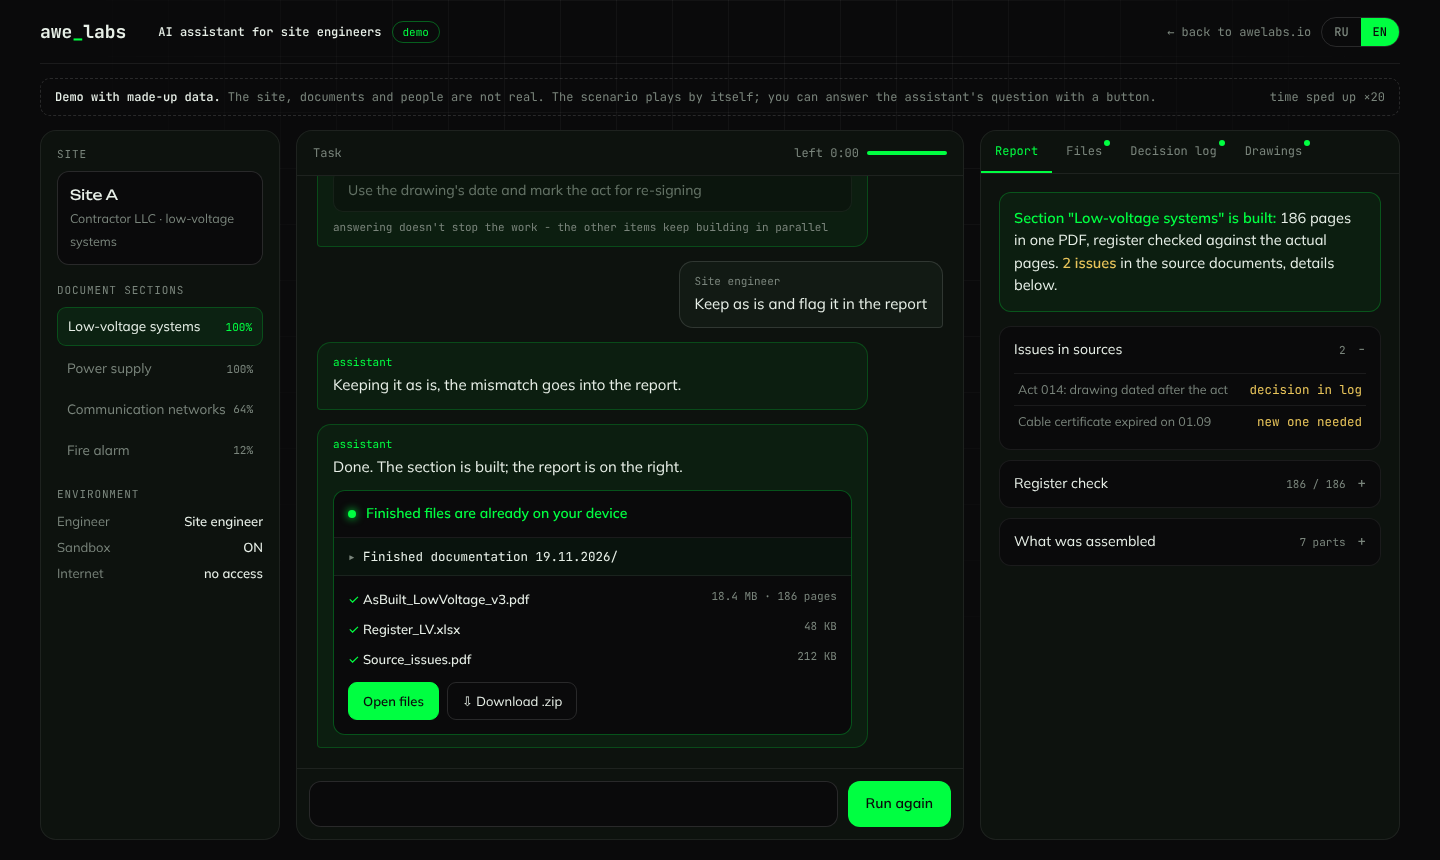 awe_labs
AI assistant for site engineers
demo
← back to awelabs.io
RU
EN
Demo with made-up data. The site, documents and people are not real. The scenario plays by itself; you can answer the assistant's question with a button.
time sped up ×20
SITE
Site A
Contractor LLC · low-voltage
systems
DOCUMENT SECTIONS
Low-voltage systems 100%
Power supply 100%
Communication networks 64%
Fire alarm 12%
ENVIRONMENT
Engineer Site engineer
Sandbox ON
Internet no access
Task
left 0:00
Use the drawing's date and mark the act for re-signing
answering doesn't stop the work - the other items keep building in parallel
Site engineer
Keep as is and flag it in the report
assistant
Keeping it as is, the mismatch goes into the report.
assistant
Done. The section is built; the report is on the right.
Finished files are already on your device
▸ Finished documentation 19.11.2026/
✓ AsBuilt_LowVoltage_v3.pdf 18.4 MB · 186 pages
✓ Register_LV.xlsx 48 KB
✓ Source_issues.pdf 212 KB
Open files
⇩ Download .zip
Run again
Report
Files
Decision log
Drawings
Section "Low-voltage systems" is built: 186 pages
in one PDF, register checked against the actual
pages. 2 issues in the source documents, details
below.
Issues in sources 2 -
Act 014: drawing dated after the act decision in log
Cable certificate expired on 01.09 new one needed
Register check 186 / 186 +
What was assembled 7 parts +